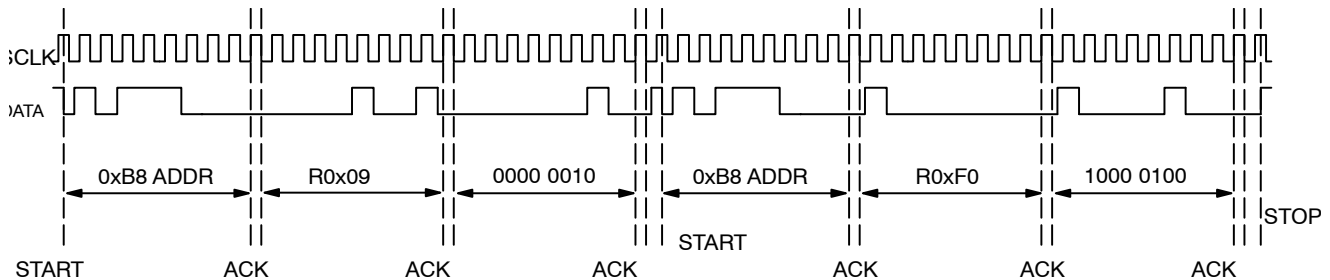 SCLK
DATA
0xB8 ADDR R0x09 0000 0010 0xB8 ADDR R0xF0 1000 0100
STOP
START
START ACK ACK ACK ACK ACK ACK